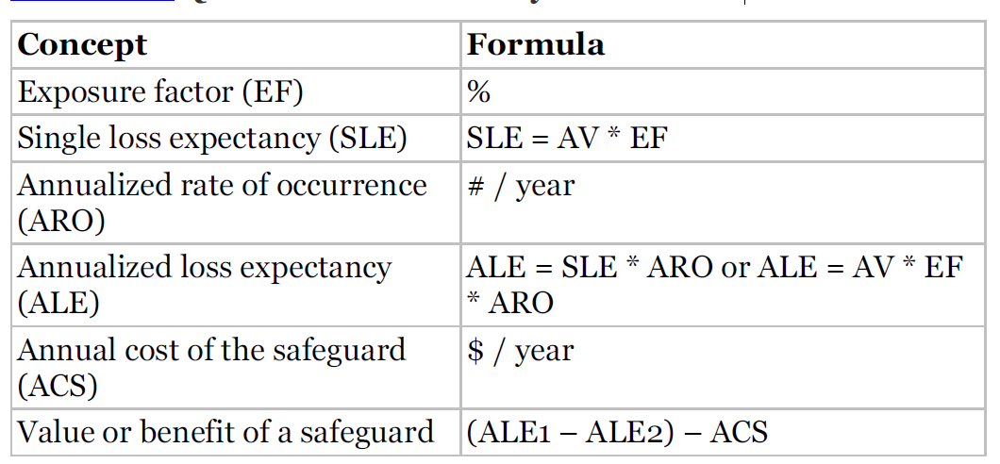 Concept
Formula
Exposure factor (EF)
%
Single loss expectancy (SLE)
SLE = AV * EF
Annualized rate of occurrence
(ARO)
# / year
Annualized loss expectancy
(ALE)
ALE = SLE * ARO or ALE = AV * EF
* ARO
Annual cost of the safeguard
(ACS)
$ / year
Value or benefit of a safeguard
(ALE1 – ALE2) – ACS